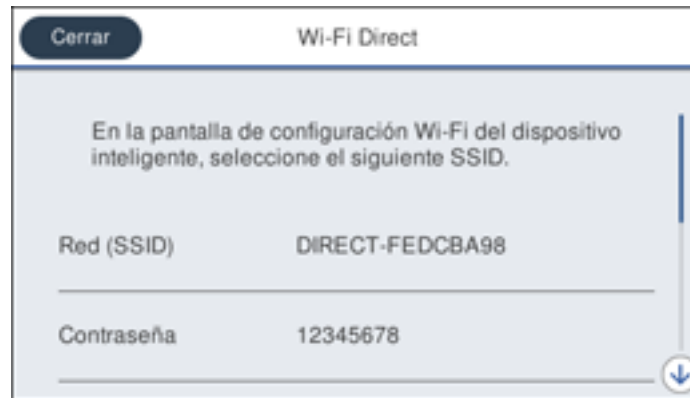 Cerrar
Wi-Fi Direct
En la pantalla de configuración Wi-Fi del dispositivo
inteligente, seleccione el siguiente SSID.
Red (SSID) DIRECT-FEDCBA98
Contraseña 12345678